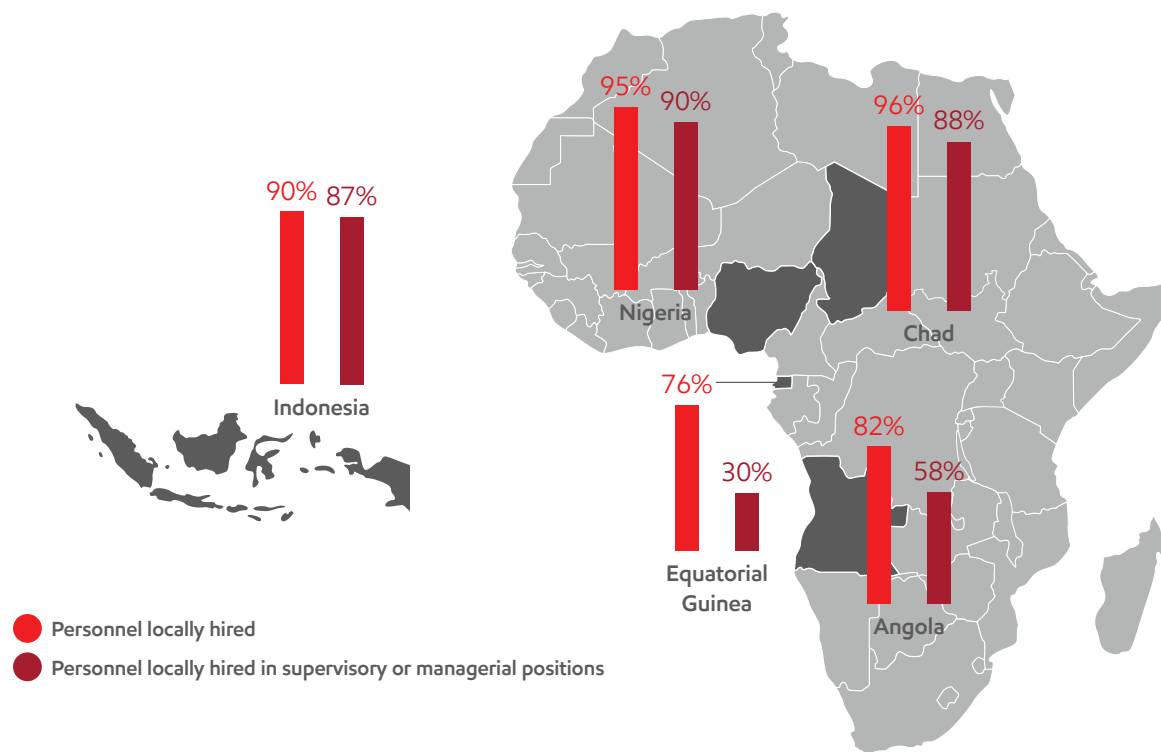 95%
90%
Nigeria
96%
88%
Chad
90%
87%
Indonesia
76%
30%
Equatorial
Guinea
82%
58%
Angola
Personnel locally hired
Personnel locally hired in supervisory or managerial positions